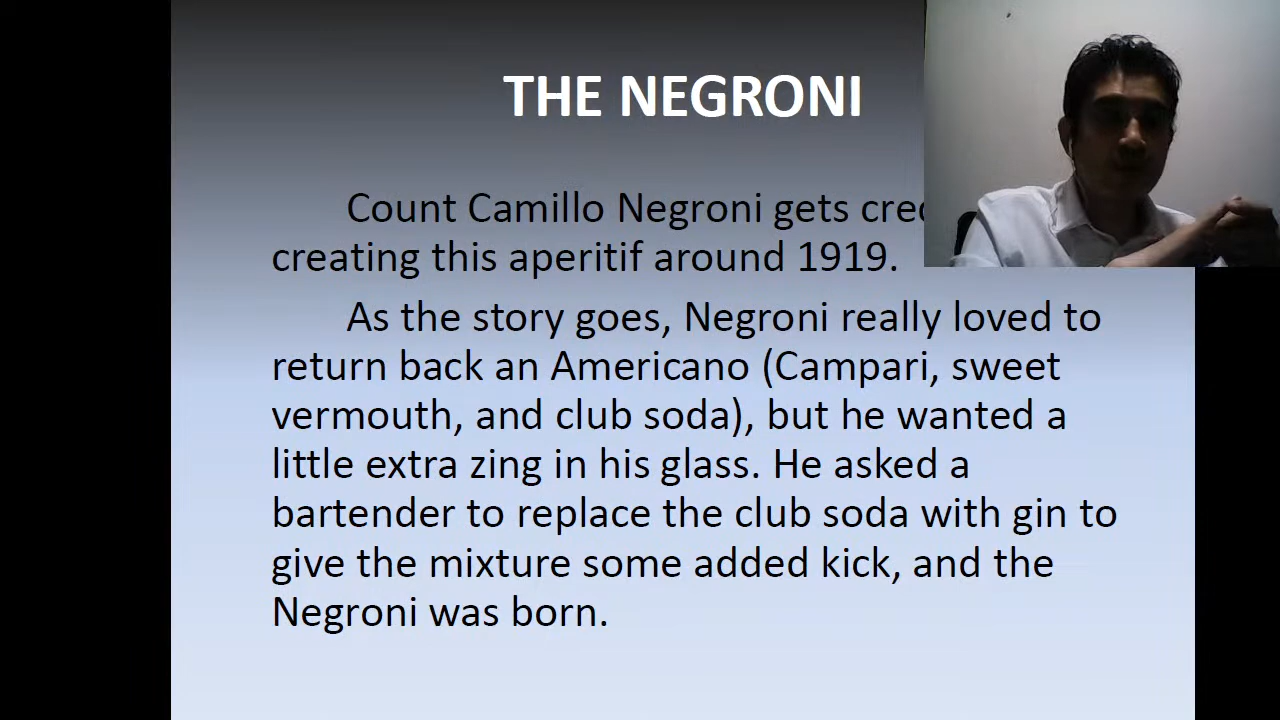 THE NEGRONI
Count Camillo Negroni gets
creating this aperitif around 1919.
As the story goes, Negroni really loved to
return back an Americano (Campari, sweet
vermouth, and club soda), but he wanted a
little extra zing in his glass. He asked a
bartender to replace the club soda with gin to
give the mixture some added kick, and the
Negroni was born.